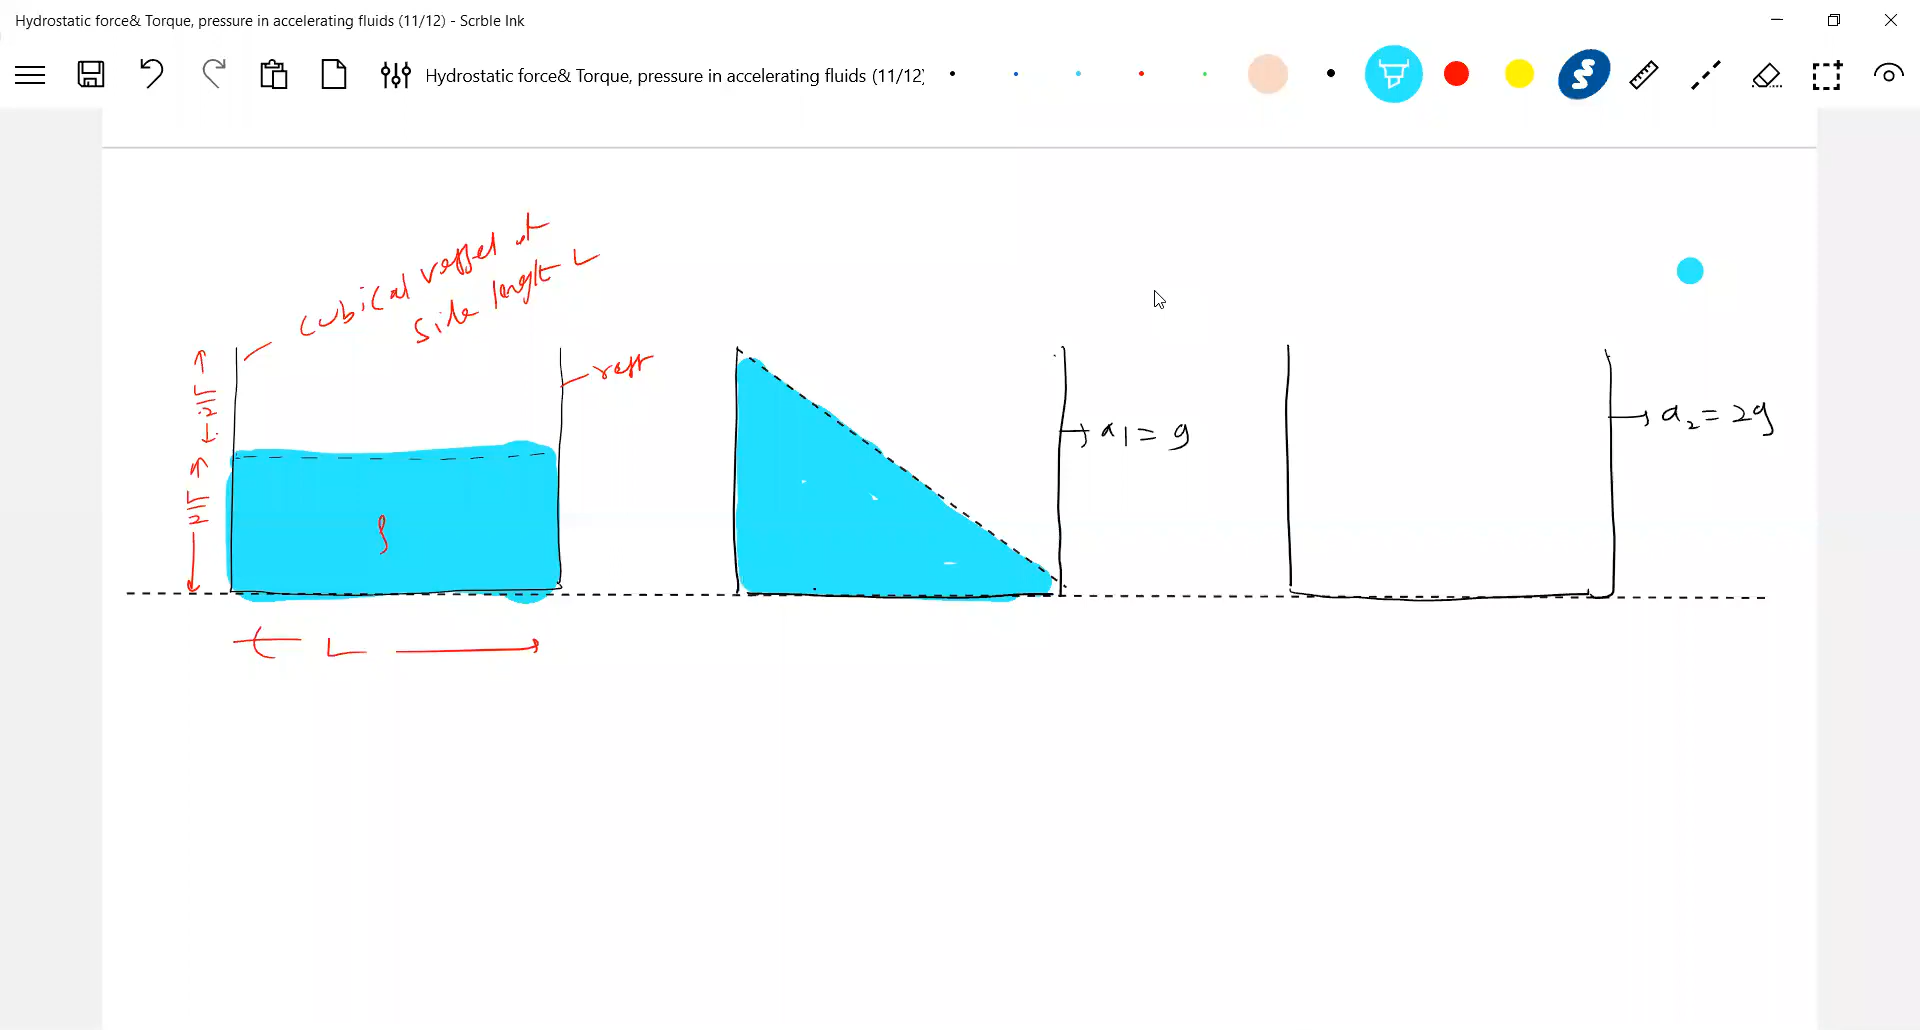 Hydrostatic force& Torque, pressure in accelerating fluids (11/12) - Scrble Ink
Hydrostatic force& Torque, pressure in accelerating fluids (11/12)
cubical vessel of
side length L
rest
L/2
L/2
ρ
L
a₁ = g
a₂ = 2g